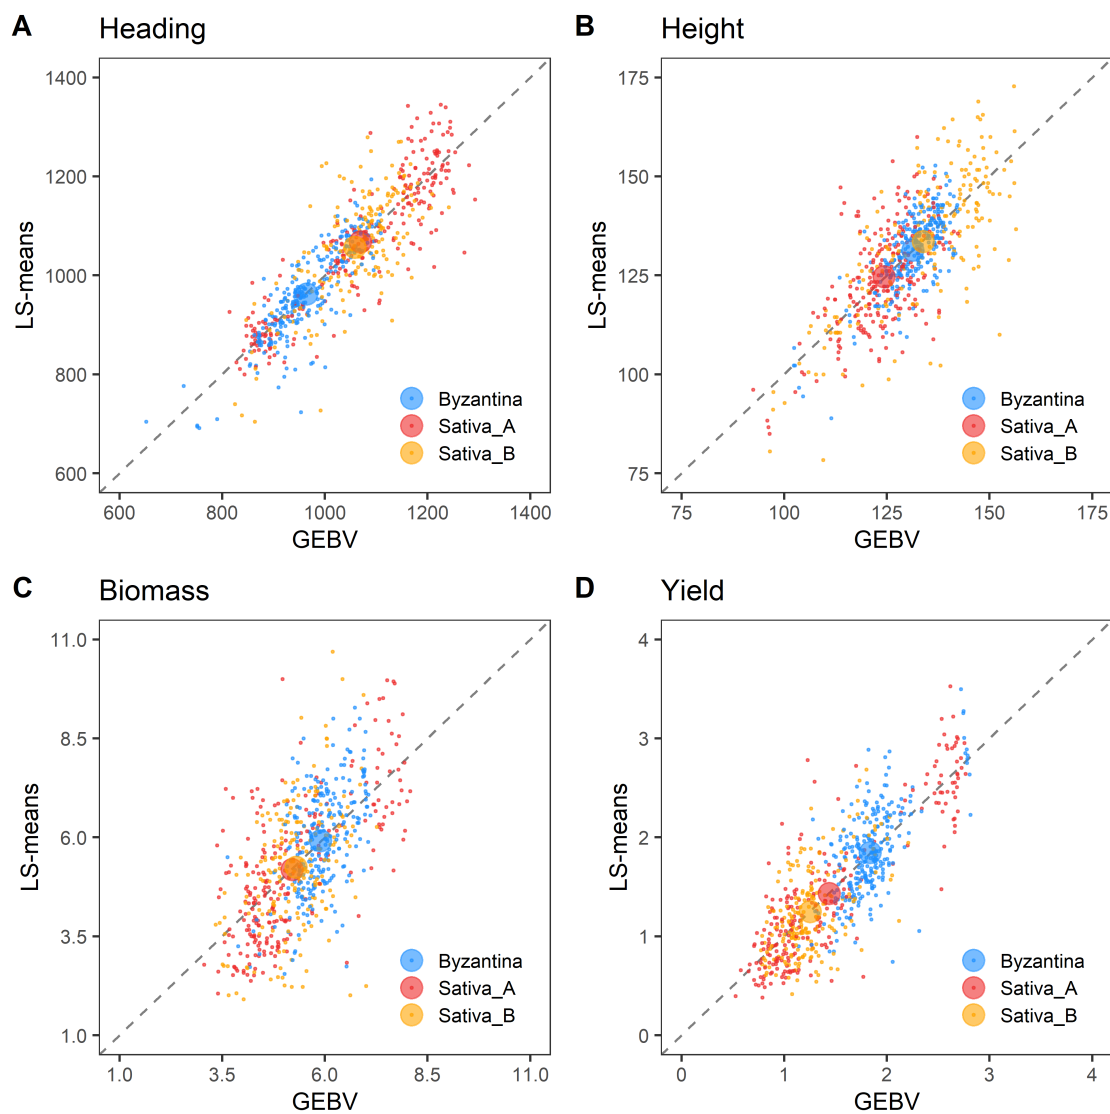 A Heading
1400
1200
1000
800
600
LS-means
600 800 1000 1200 1400
GEBV
Byzantina
Sativa_A
Sativa_B
B Height
175
150
125
100
75
LS-means
75 100 125 150 175
GEBV
Byzantina
Sativa_A
Sativa_B
C Biomass
11.0
8.5
6.0
3.5
1.0
LS-means
1.0 3.5 6.0 8.5 11.0
GEBV
Byzantina
Sativa_A
Sativa_B
D Yield
4
3
2
1
0
LS-means
0 1 2 3 4
GEBV
Byzantina
Sativa_A
Sativa_B